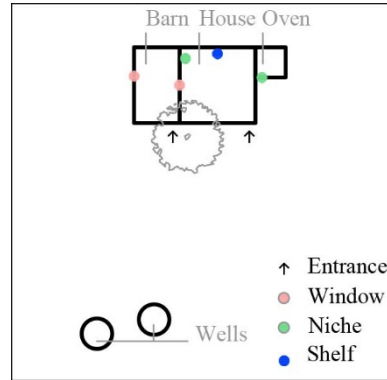 Barn House Oven
Entrance
Window
Niche
Wells
Shelf